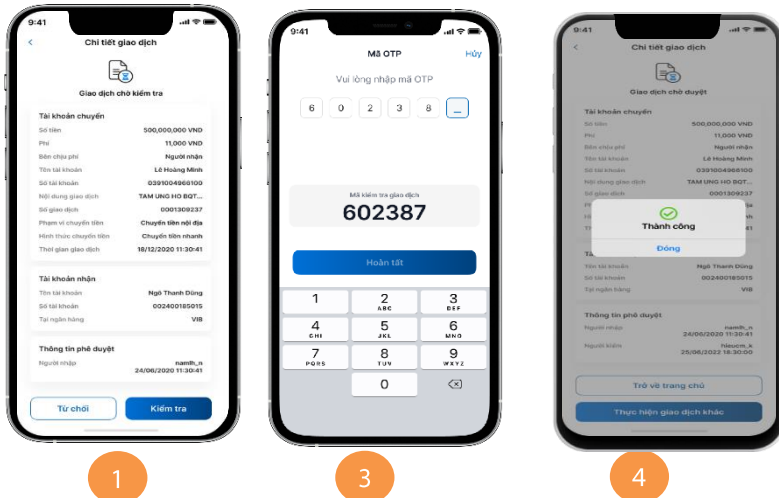 9:41
Chi tiết giao dịch
Giao dịch chờ kiểm tra
Tài khoản chuyển
Số tiền 500,000,000 VND
Phí 11,000 VND
Bên chịu phí Người nhận
Tên tài khoản Lê Hoàng Minh
Số tài khoản 0391004966100
Nội dung giao dịch TAM UNG HO BQT...
Số giao dịch 0001309237
Phạm vi chuyển tiền Chuyển tiền nội địa
Hình thức chuyển tiền Chuyển tiền nhanh
Thời gian giao dịch 18/12/2020 11:30:41
Tài khoản nhận
Tên tài khoản Ngô Thanh Dũng
Số tài khoản 002400185015
Tại ngân hàng VIB
Thông tin phê duyệt
Người nhập namlh_n
24/06/2020 11:30:41
Từ chối Kiểm tra
1
9:41
Mã OTP Hủy
Vui lòng nhập mã OTP
6 0 2 3 8 _
Mã kiểm tra giao dịch
602387
Hoàn tất
1 2 3
ABC DEF
4 5 6
GHI JKL MNO
7 8 9
PQRS TUV WXYZ
0
3
9:41
Chi tiết giao dịch
Giao dịch chờ duyệt
Tài khoản chuyển
Số tiền 500,000,000 VND
Phí 11,000 VND
Bên chịu phí Người nhận
Tên tài khoản Lê Hoàng Minh
Số tài khoản 0391004966100
Nội dung giao dịch TAM UNG HO BQT...
Số giao dịch 0001309237
Thành công
Đóng
Tên tài khoản Ngô Thanh Dũng
Số tài khoản 002400185015
Tại ngân hàng VIB
Thông tin phê duyệt
Người nhập namlh_n
24/06/2020 11:30:41
Người kiểm hieucm_k
25/06/2022 18:30:00
Trở về trang chủ
Thực hiện giao dịch khác
4